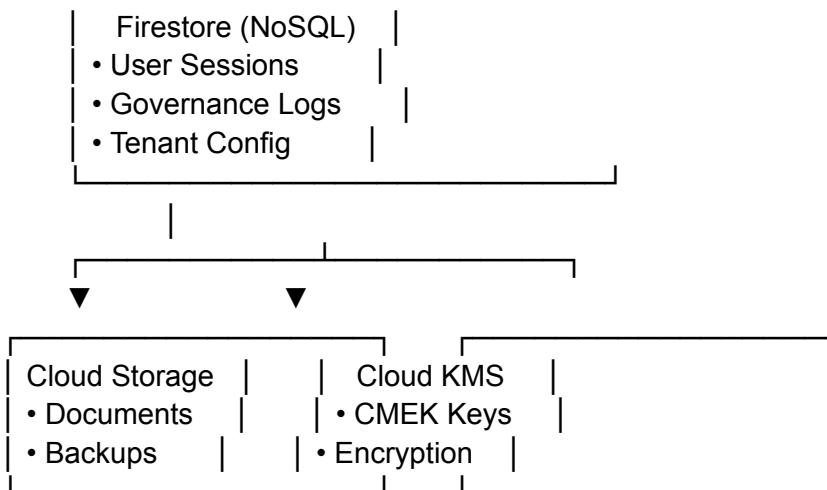 Firestore (NoSQL)
• User Sessions
• Governance Logs
• Tenant Config
▼ ▼
Cloud Storage Cloud KMS
• Documents • CMEK Keys
• Backups • Encryption